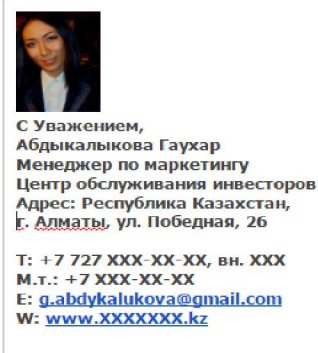 С Уважением,
Абдыкалыкова Гаухар
Менеджер по маркетингу
Центр обслуживания инвесторов
Адрес: Республика Казахстан,
г. Алматы, ул. Победная, 26
Т: +7 727 XXX-XX-XX, вн. XXX
М.т.: +7 XXX-XX-XX
E: g.abdykalukova@gmail.com
W: www.XXXXXXX.kz